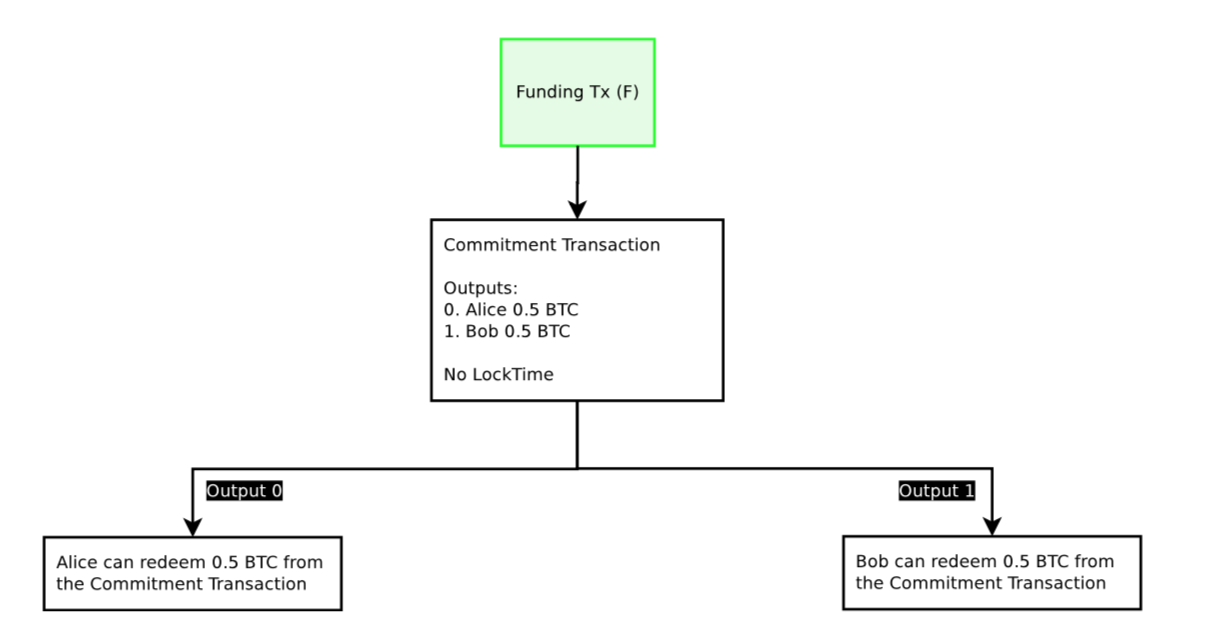 Funding Tx (F)
Commitment Transaction
Outputs:
0. Alice 0.5 BTC
1. Bob 0.5 BTC
No LockTime
Output 0
Output 1
Alice can redeem 0.5 BTC from
the Commitment Transaction
Bob can redeem 0.5 BTC from
the Commitment Transaction